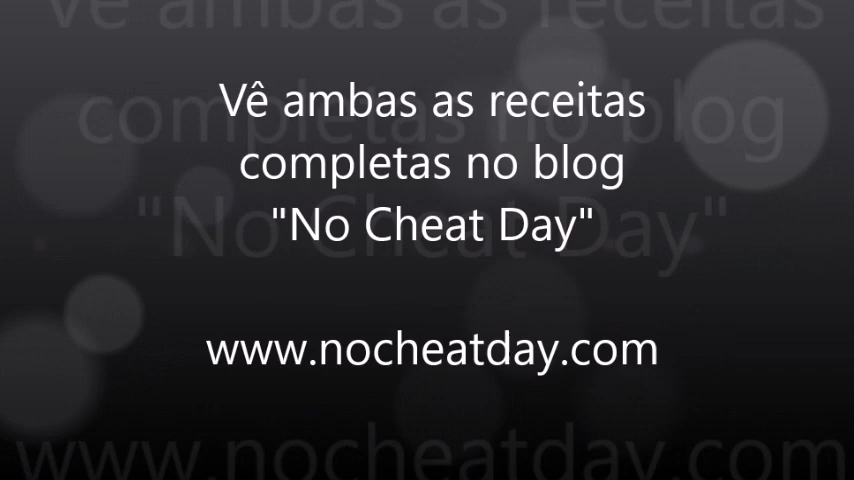 Vê ambas as receitas
completas no blog
"No Cheat Day"
www.nocheatday.com